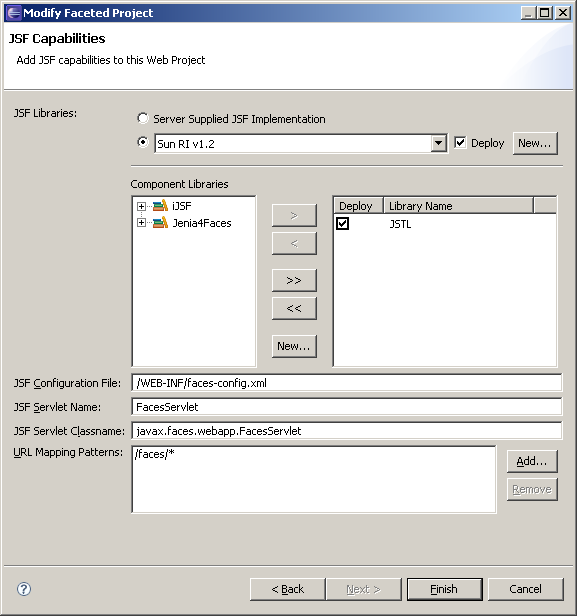 Modify Faceted Project
JSF Capabilities
Add JSF capabilities to this Web Project
JSF Libraries:
Server Supplied JSF Implementation
Sun RI v1.2
Deploy
New...
Component Libraries
iJSF
Jenia4Faces
>
<
>>
<<
New...
Deploy Library Name
JSTL
JSF Configuration File: /WEB-INF/faces-config.xml
JSF Servlet Name: FacesServlet
JSF Servlet Classname: javax.faces.webapp.FacesServlet
URL Mapping Patterns: /faces/*
Add...
Remove
?
< Back
Next >
Finish
Cancel